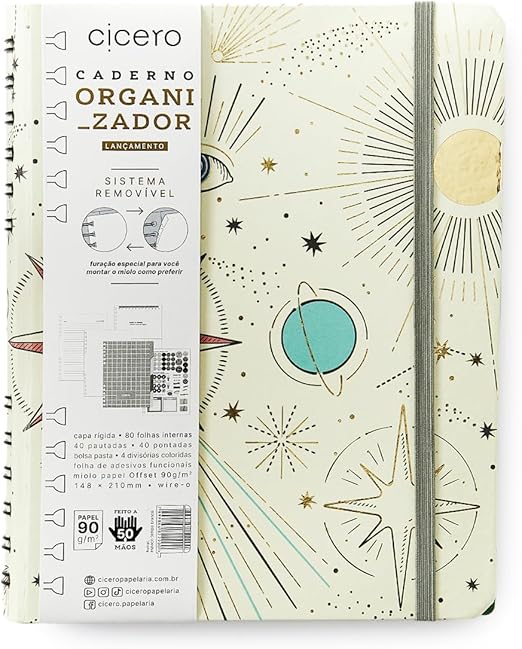 cicero
CADERNO
ORGANI
_ZADOR
LANÇAMENTO
SISTEMA
REMOVÍVEL
furação especial para você
montar o miolo como preferir
capa rígida • 80 folhas internas
40 pautadas • 40 pontadas
bolsa pasta • 4 divisórias coloridas
folha de adesivos funcionais
miolo papel Offset 90g/m²
148 × 210mm • wire-o
PAPEL
90
g/m²
FEITO A
50
MÃOS
ciceropapelaria.com.br
ciceropapelaria
cicero.papelaria